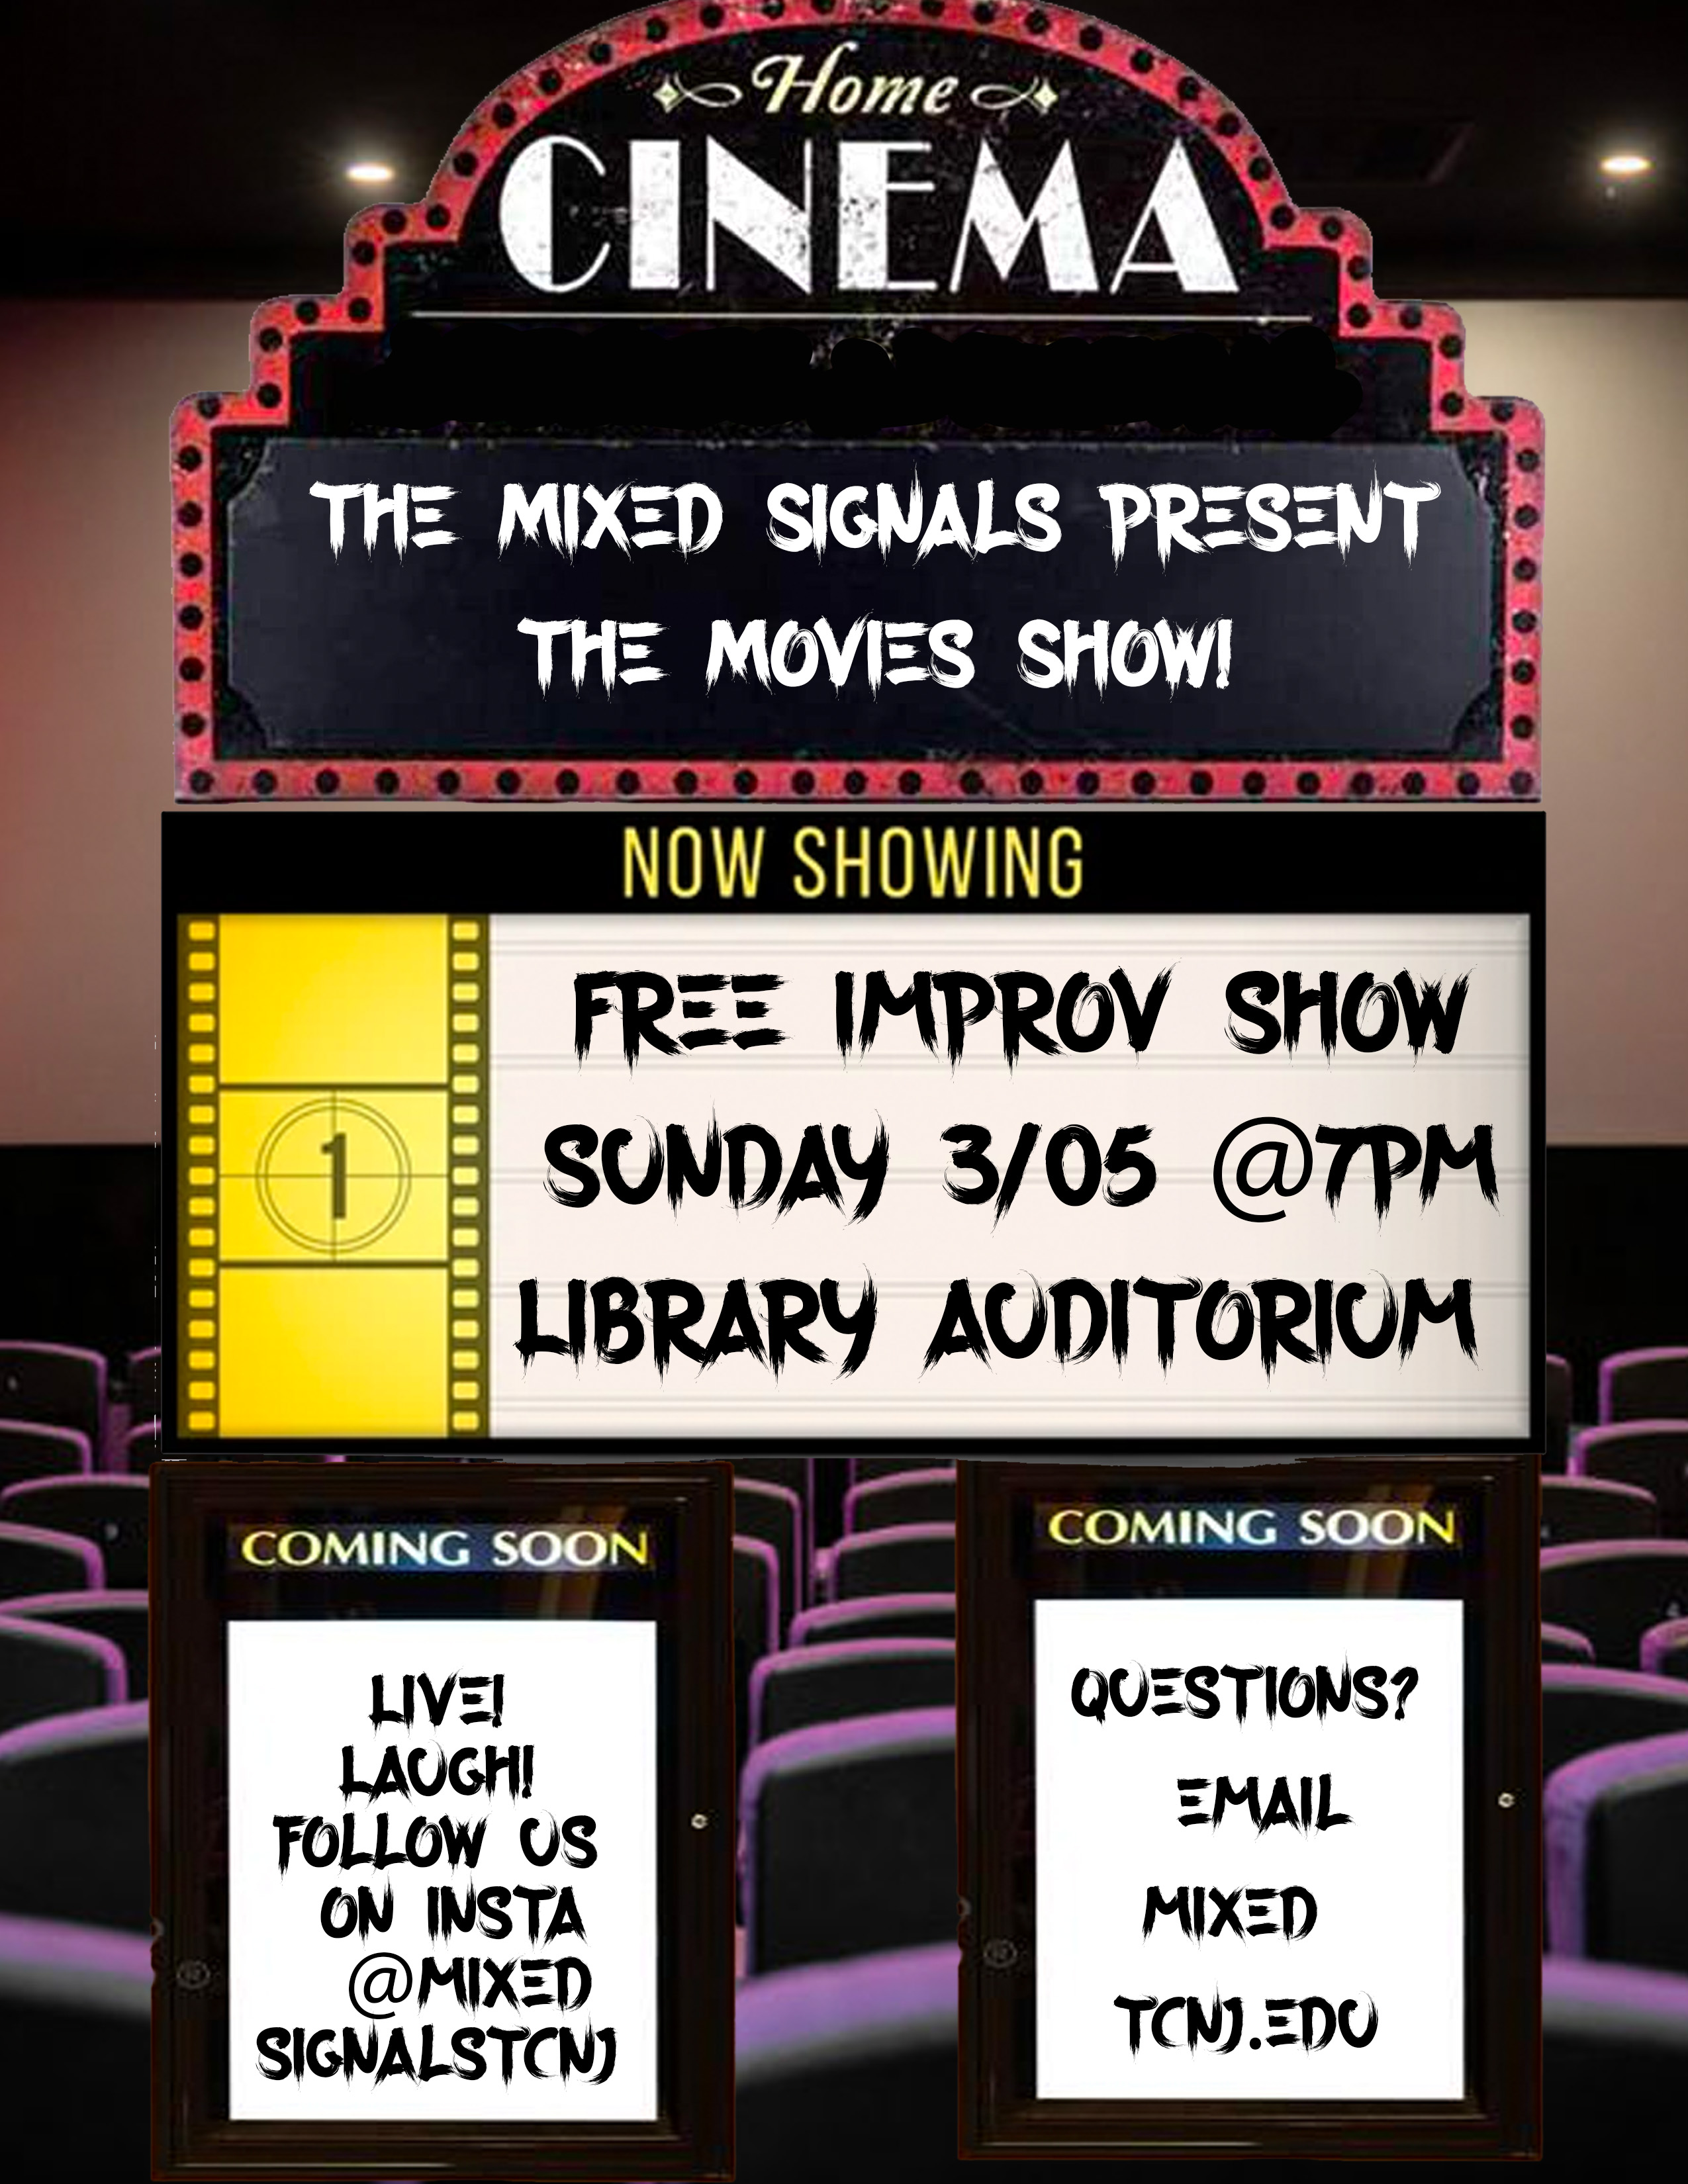 Home
CINEMA
THE MIXED SIGNALS PRESENT
THE MOVIES SHOW!
NOW SHOWING
1
FREE IMPROV SHOW
SUNDAY 3/05 @7PM
LIBRARY AUDITORIUM
COMING SOON
LIVE!
LAUGH!
FOLLOW US
ON INSTA
@MIXED
SIGNALSTCNJ
COMING SOON
QUESTIONS?
EMAIL
MIXED
TCNJ.EDU